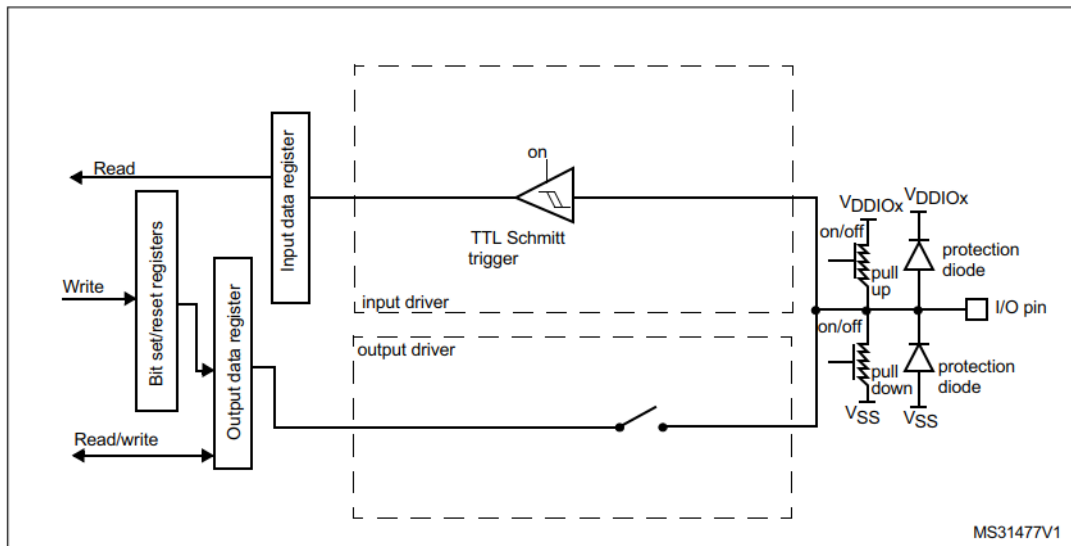 Read
Write
Read/write
Bit set/reset registers
Output data register
Input data register
on
TTL Schmitt
trigger
input driver
output driver
VDDIOx
VDDIOx
on/off
pull
up
protection
diode
I/O pin
on/off
pull
down
protection
diode
VSS
VSS
MS31477V1